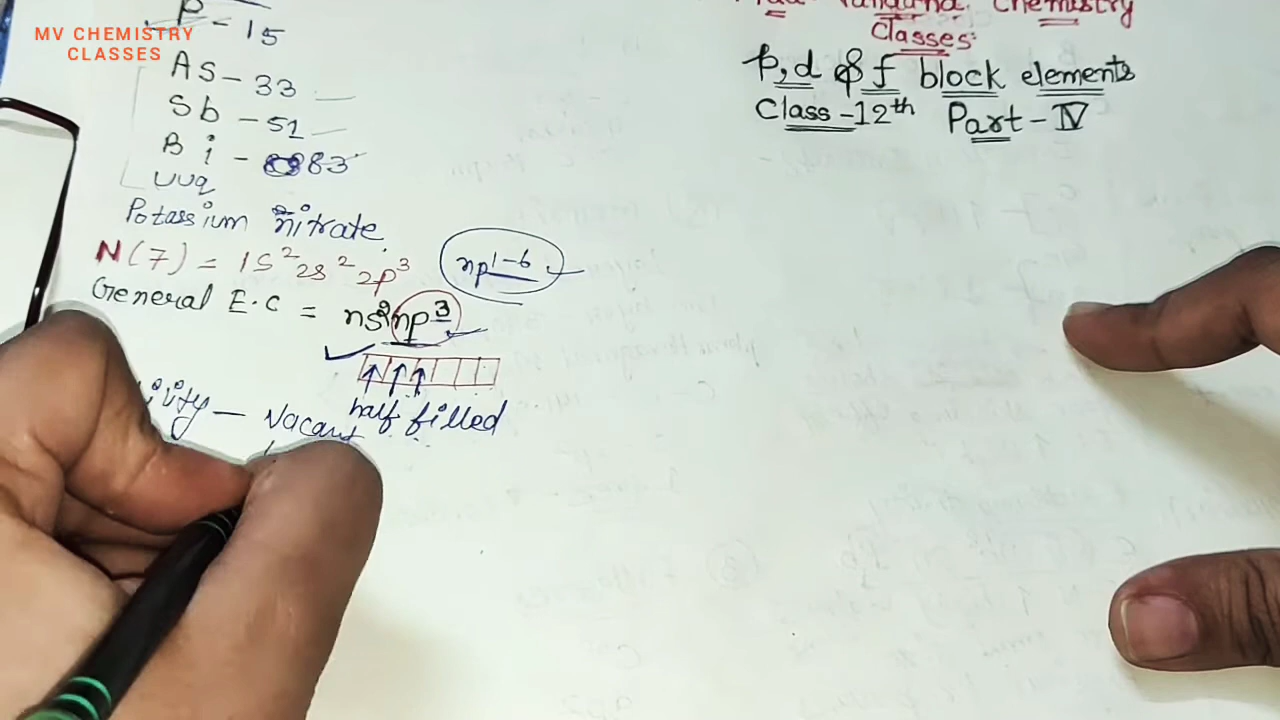 MV CHEMISTRY
CLASSES
P - 15
As - 33
Sb - 51
Bi - 83
UUq
Potassium nitrate
N(7) = 1s² 2s² 2p³
np¹⁻⁶
General E.C = ns² np³
half filled
Vacant
Chemistry
Classes
p, d & f block elements
Class - 12th Part - IV